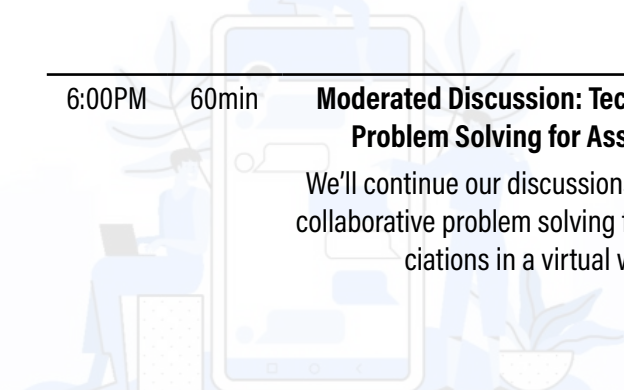 6:00PM 60min Moderated Discussion: Tec
Problem Solving for Ass
We’ll continue our discussion
collaborative problem solving
ciations in a virtual